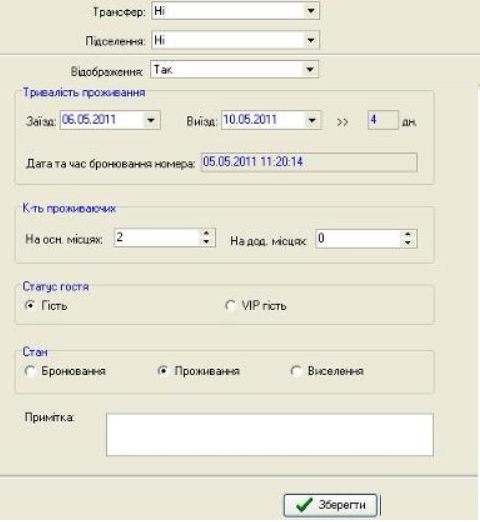 Трансфер: Ні
Підселення: Ні
Відображення: Так
Тривалість проживання
Заїзд: 06.05.2011 Виїзд: 10.05.2011 >> 4 дн.
Дата та час бронювання номера: 05.05.2011 11:20:14
К-ть проживаючих
На осн. місцях: 2 На дод. місцях: 0
Статус гостя
Гість VIP гість
Стан
Бронювання Проживання Виселення
Примітка:
Зберегти